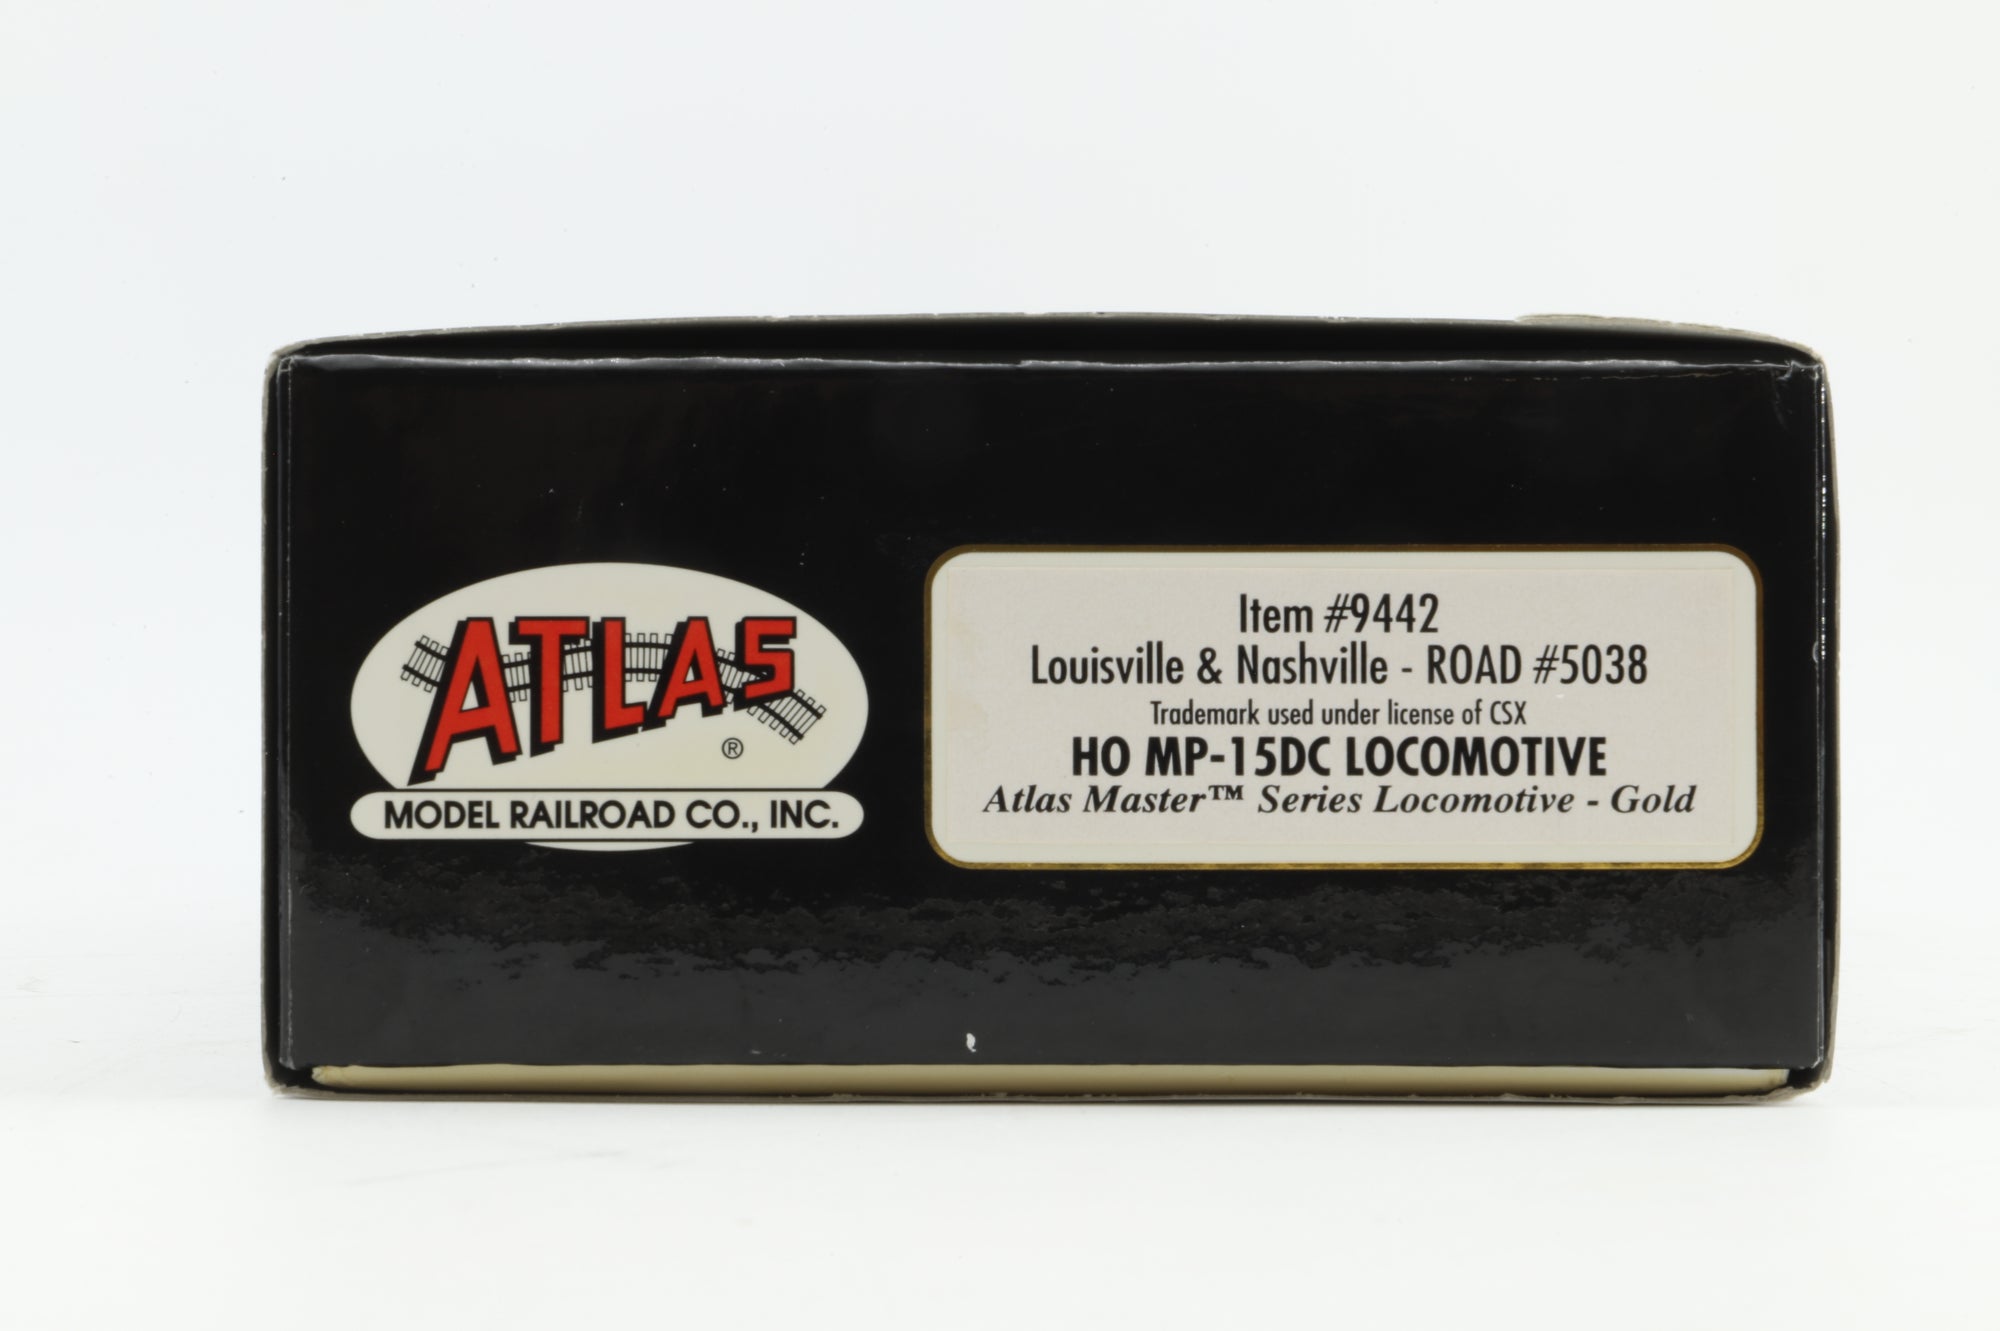 ATLAS
®
MODEL RAILROAD CO., INC.
Item #9442
Louisville & Nashville - ROAD #5038
Trademark used under license of CSX
HO MP-15DC LOCOMOTIVE
Atlas Master™ Series Locomotive - Gold